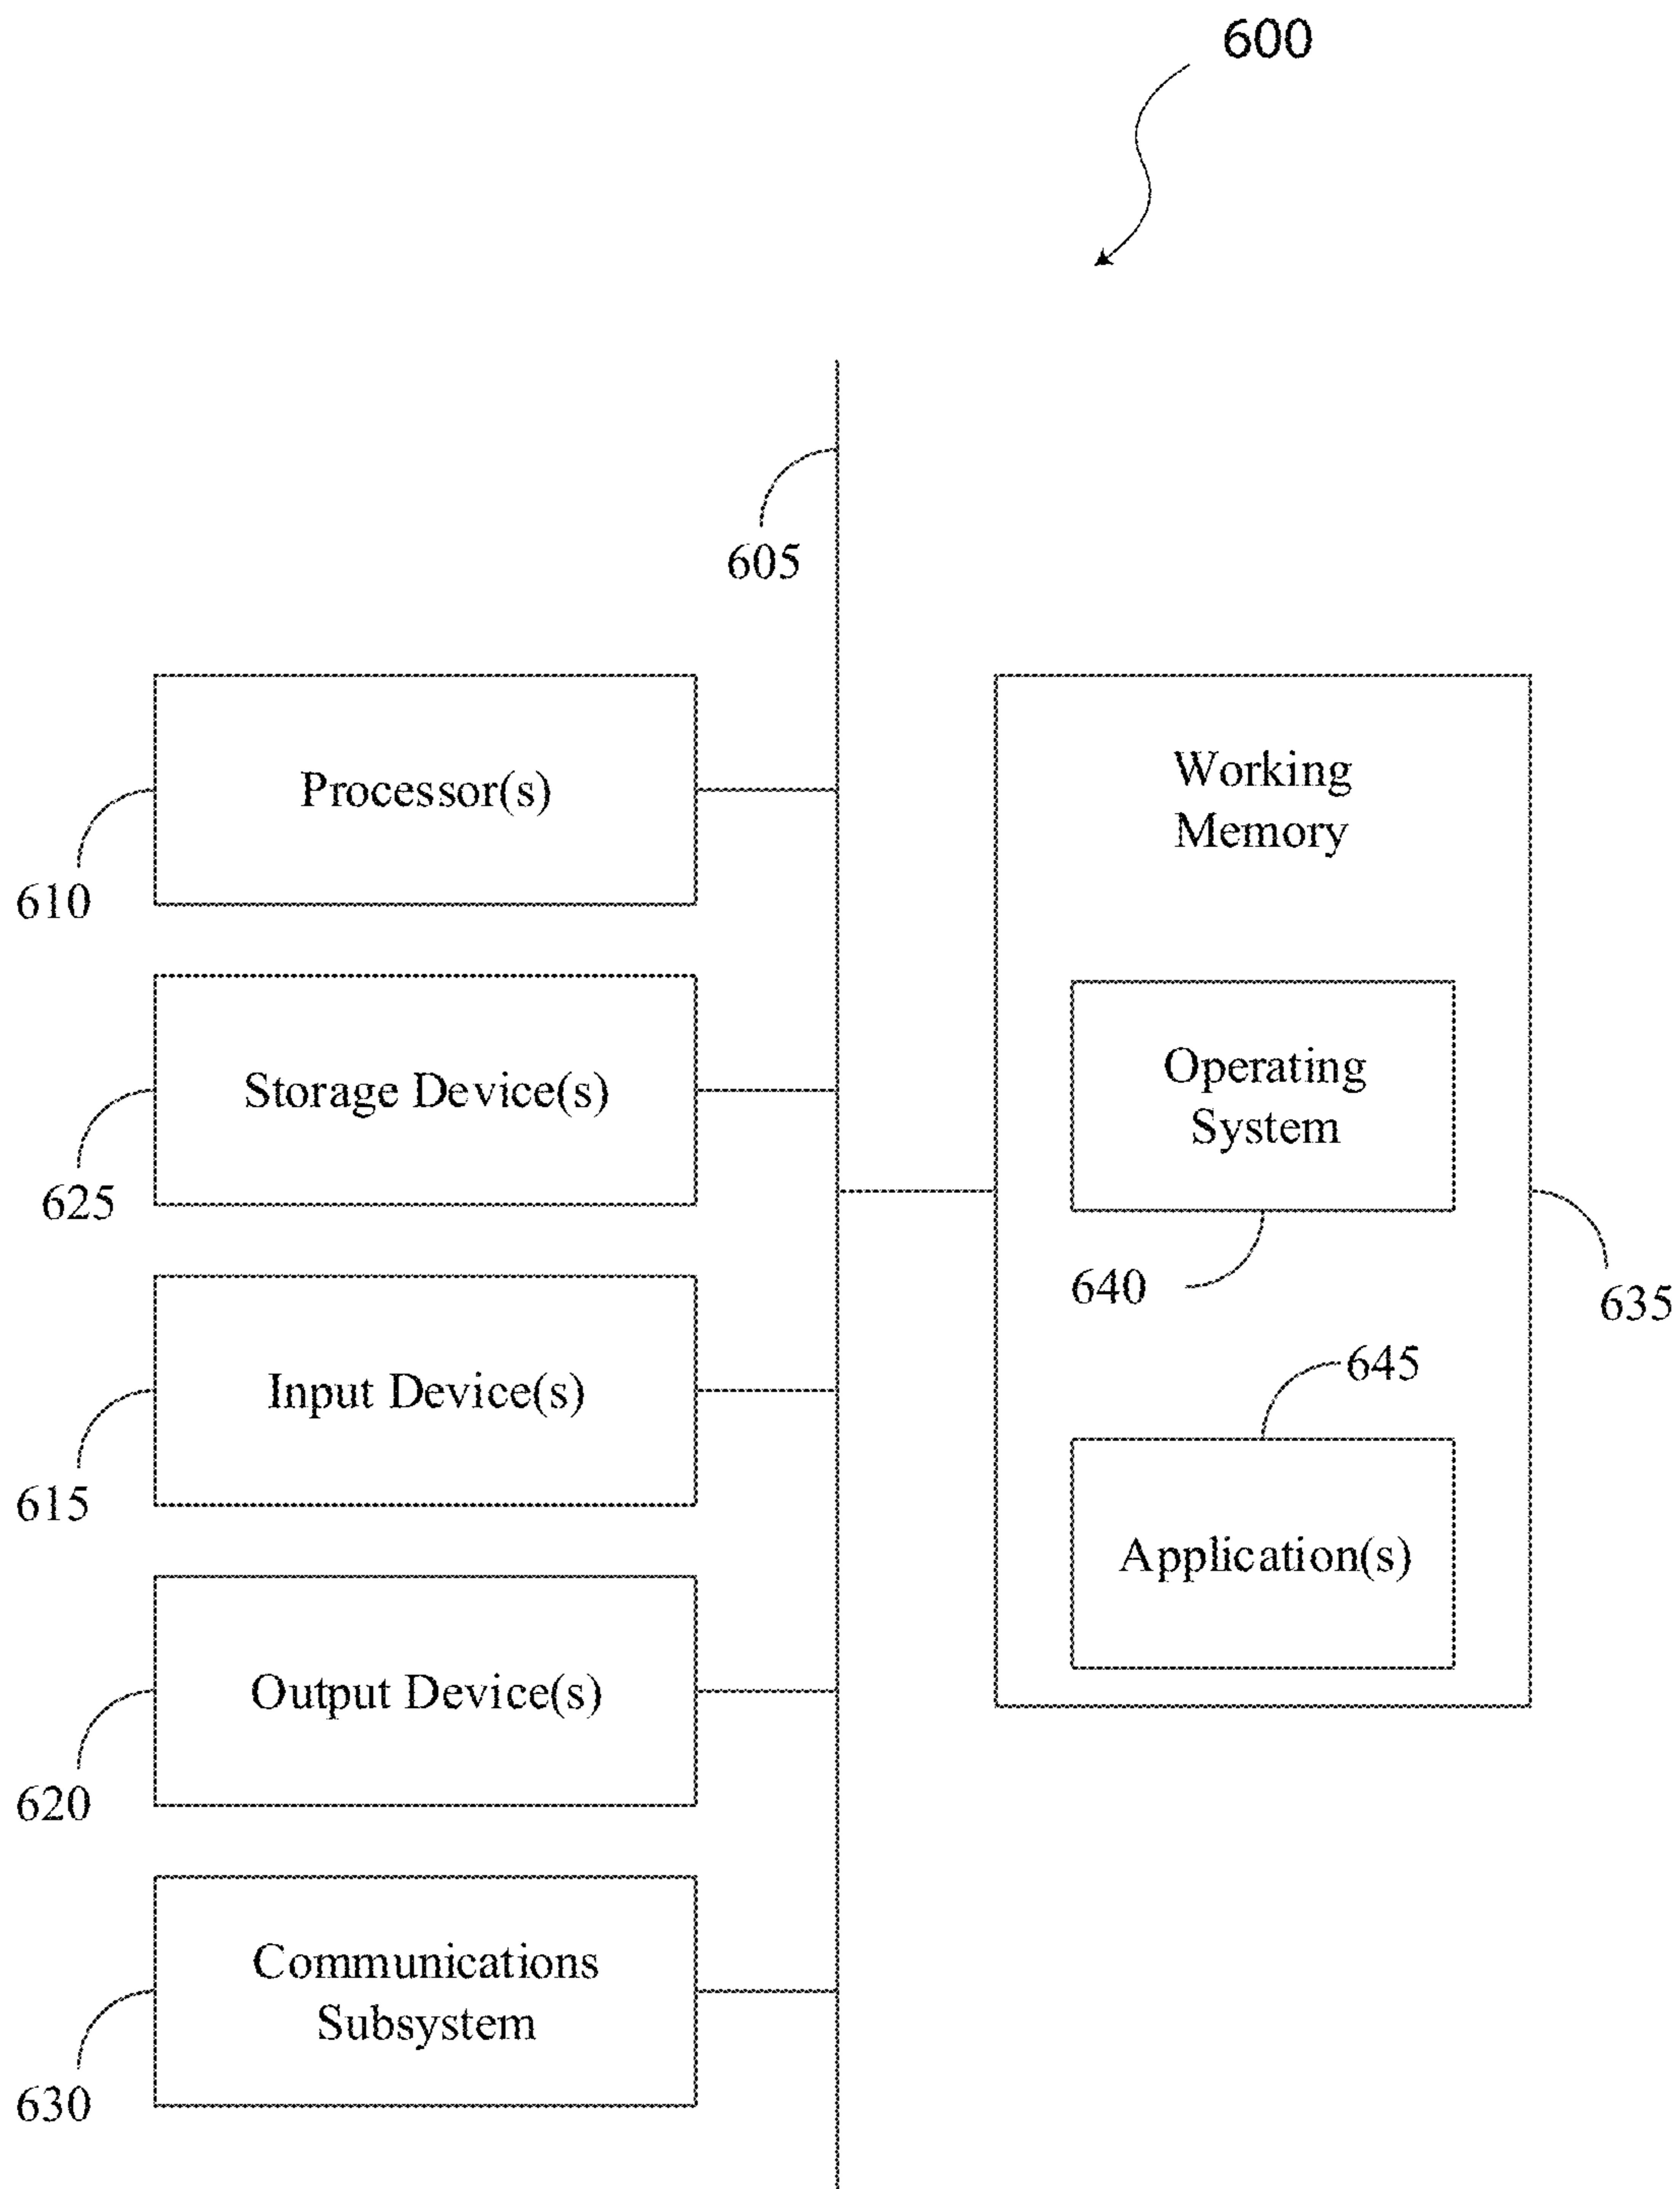 600
605
Processor(s)
610
Storage Device(s)
625
Input Device(s)
615
Output Device(s)
620
Communications
Subsystem
630
Working
Memory
Operating
System
640
635
645
Application(s)